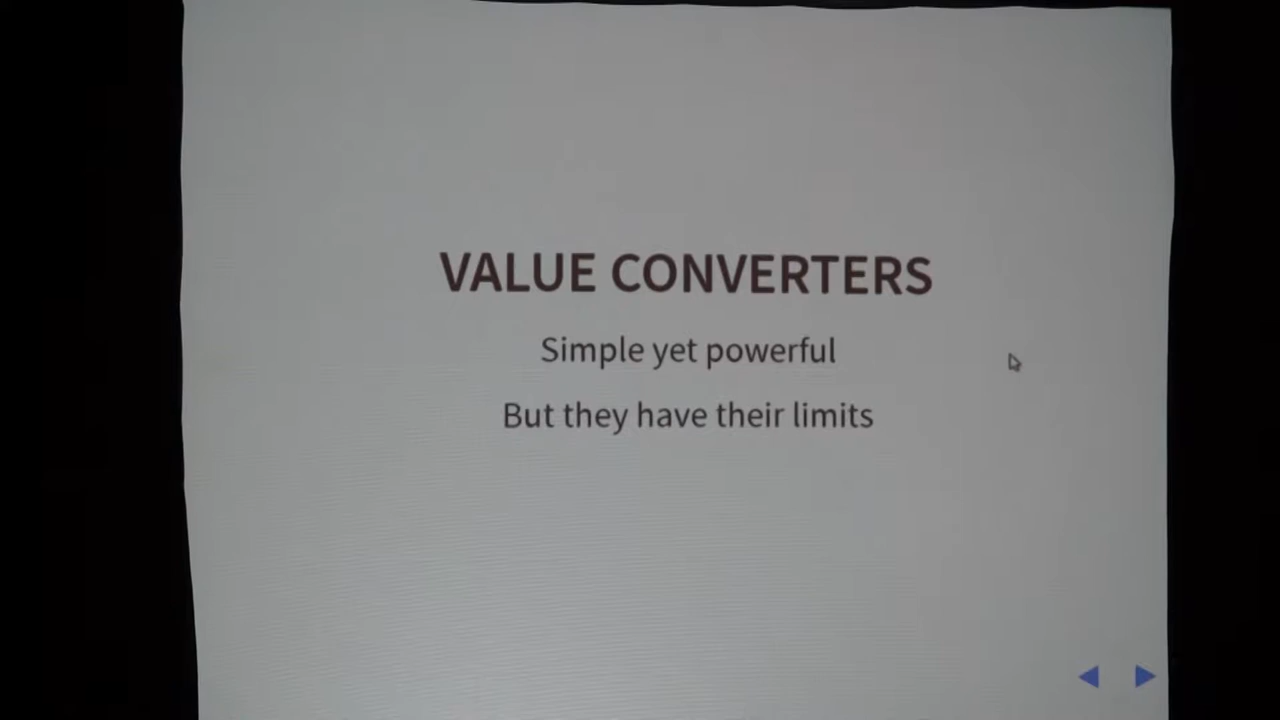 VALUE CONVERTERS
Simple yet powerful
But they have their limits